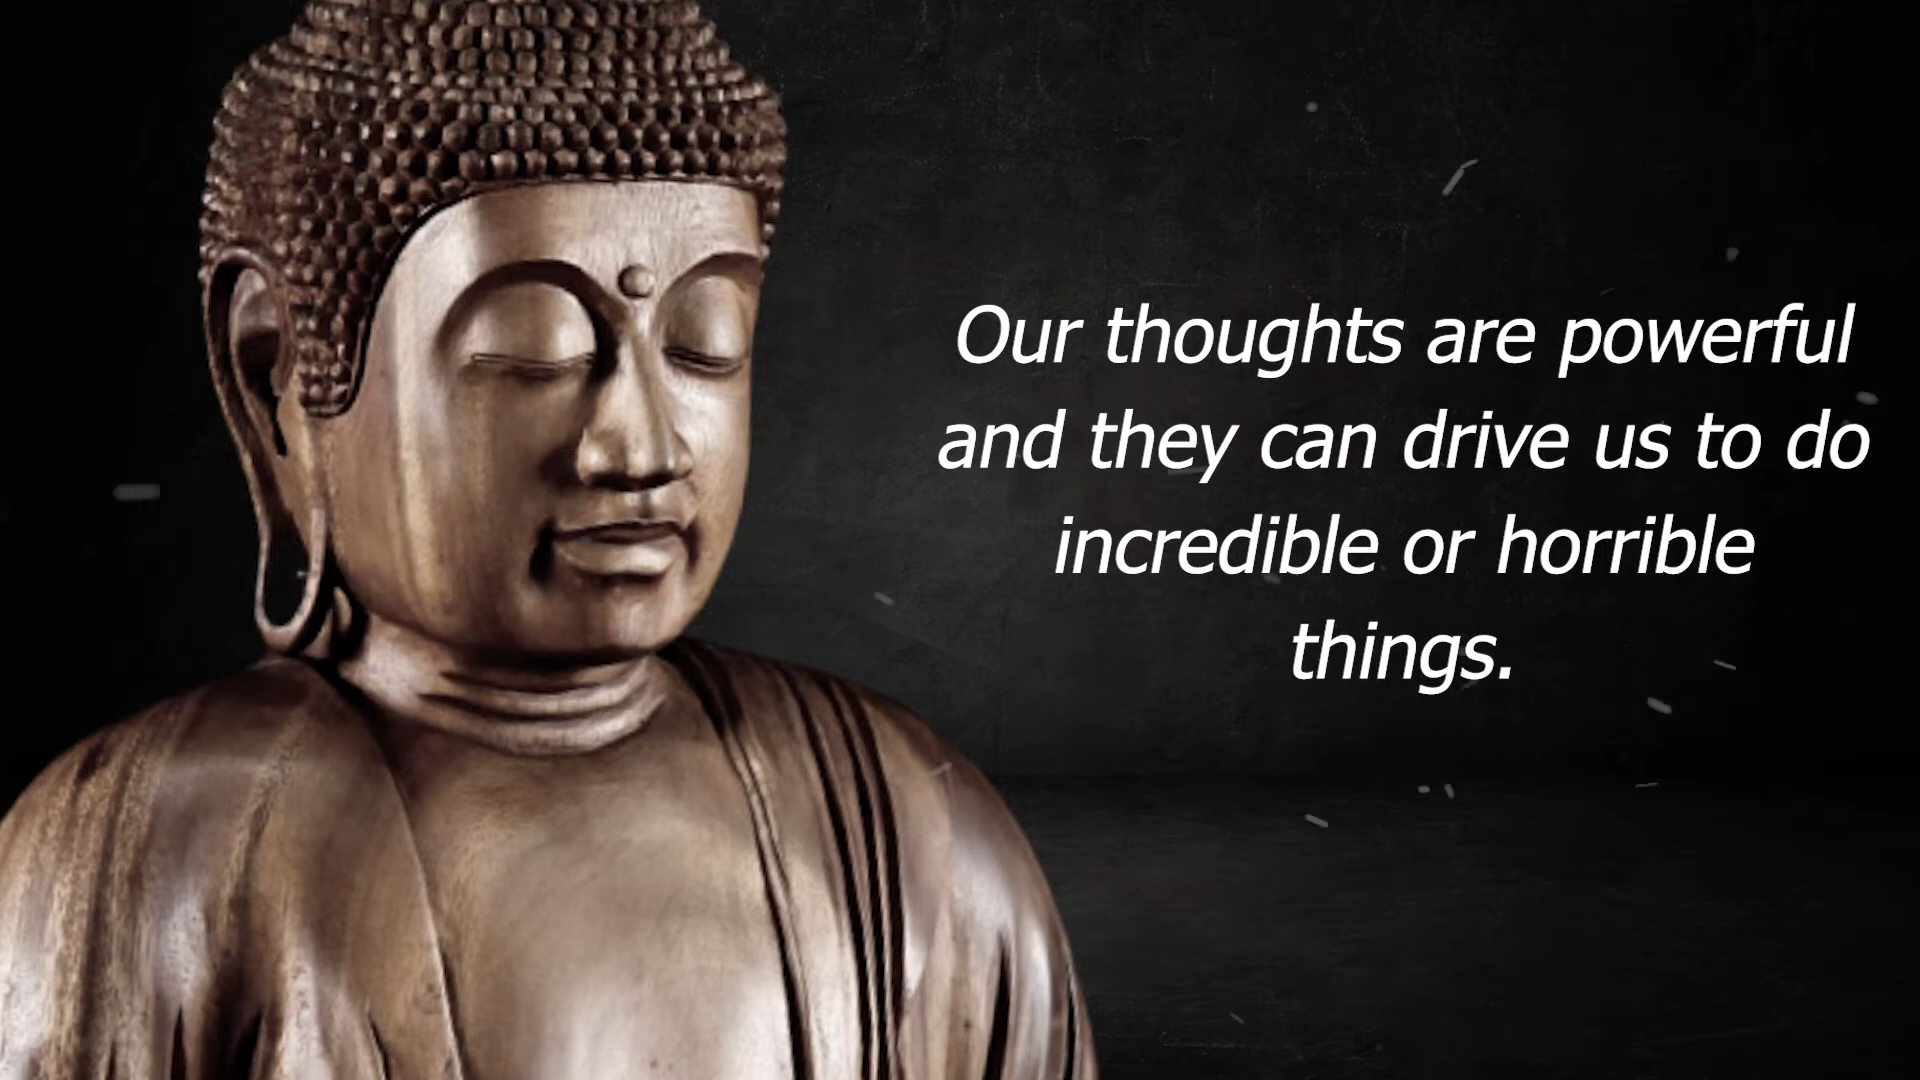 Our thoughts are powerful
and they can drive us to do
incredible or horrible
things.